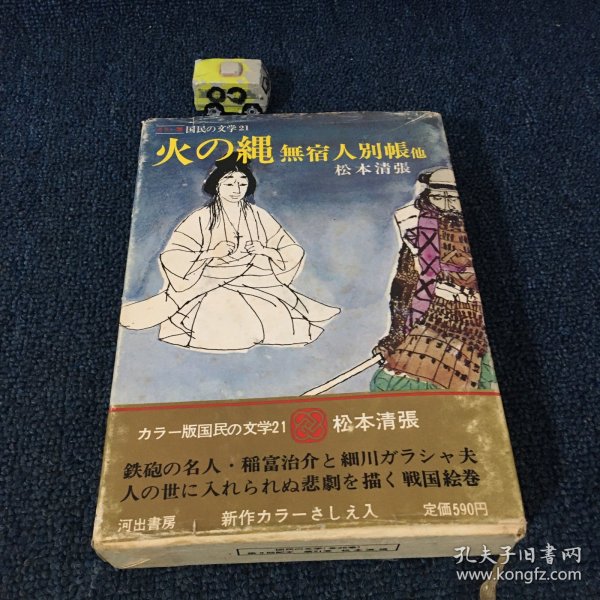 カラー版 国民の文学21
火の縄 無宿人別帳他
松本清張
カラー版国民の文学21 松本清張
鉄砲の名人・稲富治介と細川ガラシャ夫
人の世に入れられぬ悲劇を描く戦国絵巻
河出書房 新作カラーさしえ入 定価590円
孔夫子旧书网
www.kongfz.com